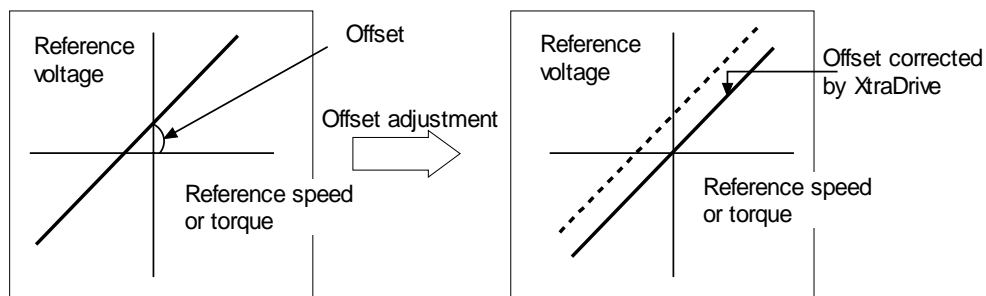 Reference
voltage
Offset
Reference speed
or torque
Offset adjustment
Reference
voltage
Offset corrected
by XtraDrive
Reference speed
or torque